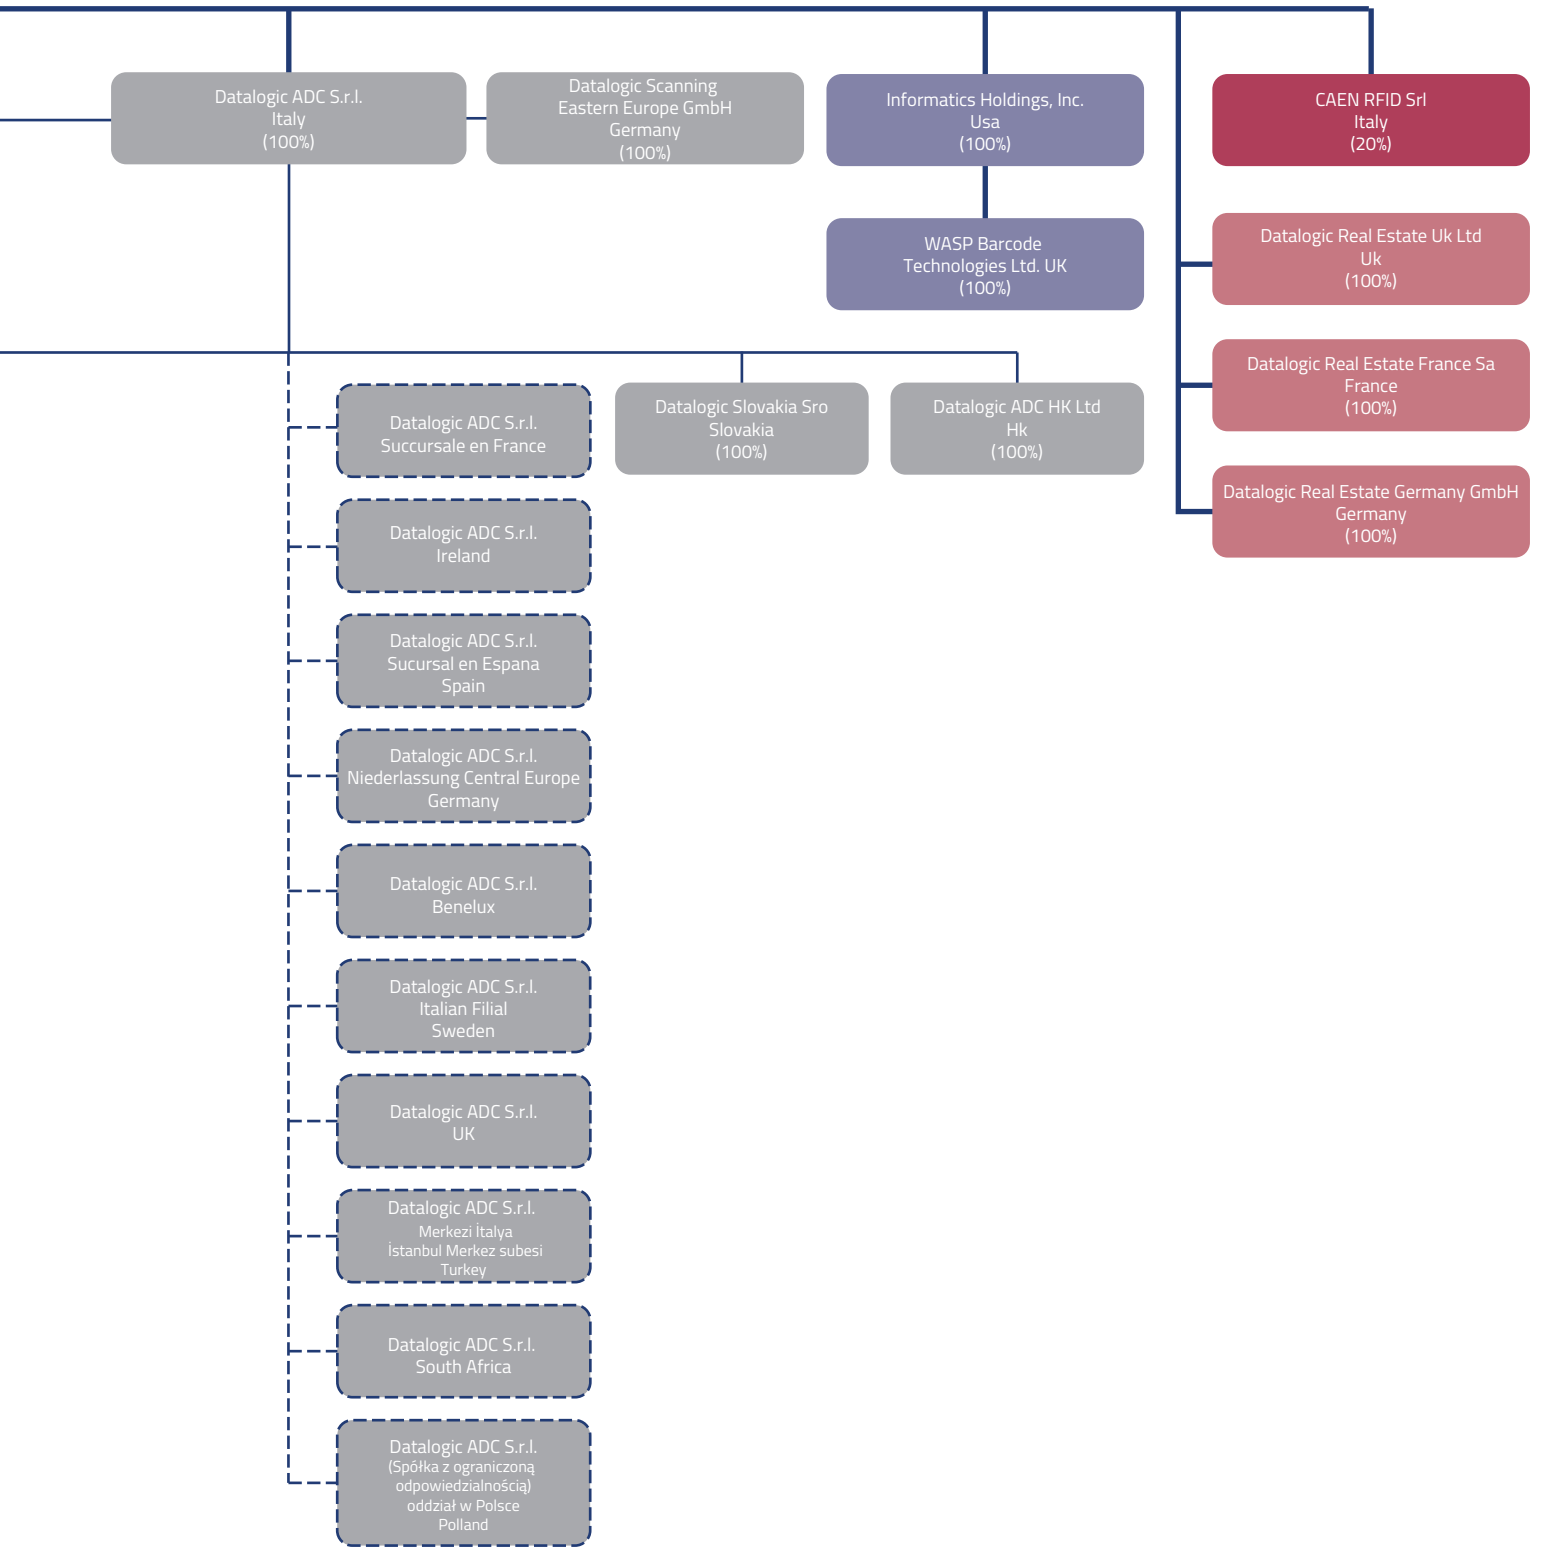 Datalogic ADC S.r.l.
Italy
(100%)
Datalogic Scanning
Eastern Europe GmbH
Germany
(100%)
Informatics Holdings, Inc.
Usa
(100%)
CAEN RFID Srl
Italy
(20%)
WASP Barcode
Technologies Ltd. UK
(100%)
Datalogic Real Estate Uk Ltd
Uk
(100%)
Datalogic Real Estate France Sa
France
(100%)
Datalogic Real Estate Germany GmbH
Germany
(100%)
Datalogic ADC S.r.l.
Succursale en France
Datalogic Slovakia Sro
Slovakia
(100%)
Datalogic ADC HK Ltd
Hk
(100%)
Datalogic ADC S.r.l.
Ireland
Datalogic ADC S.r.l.
Sucursal en Espana
Spain
Datalogic ADC S.r.l.
Niederlassung Central Europe
Germany
Datalogic ADC S.r.l.
Benelux
Datalogic ADC S.r.l.
Italian Filial
Sweden
Datalogic ADC S.r.l.
UK
Datalogic ADC S.r.l.
Merkezi İtalya
İstanbul Merkez subesi
Turkey
Datalogic ADC S.r.l.
South Africa
Datalogic ADC S.r.l.
(Spółka z ograniczoną
odpowiedzialnością)
oddział w Polsce
Polland